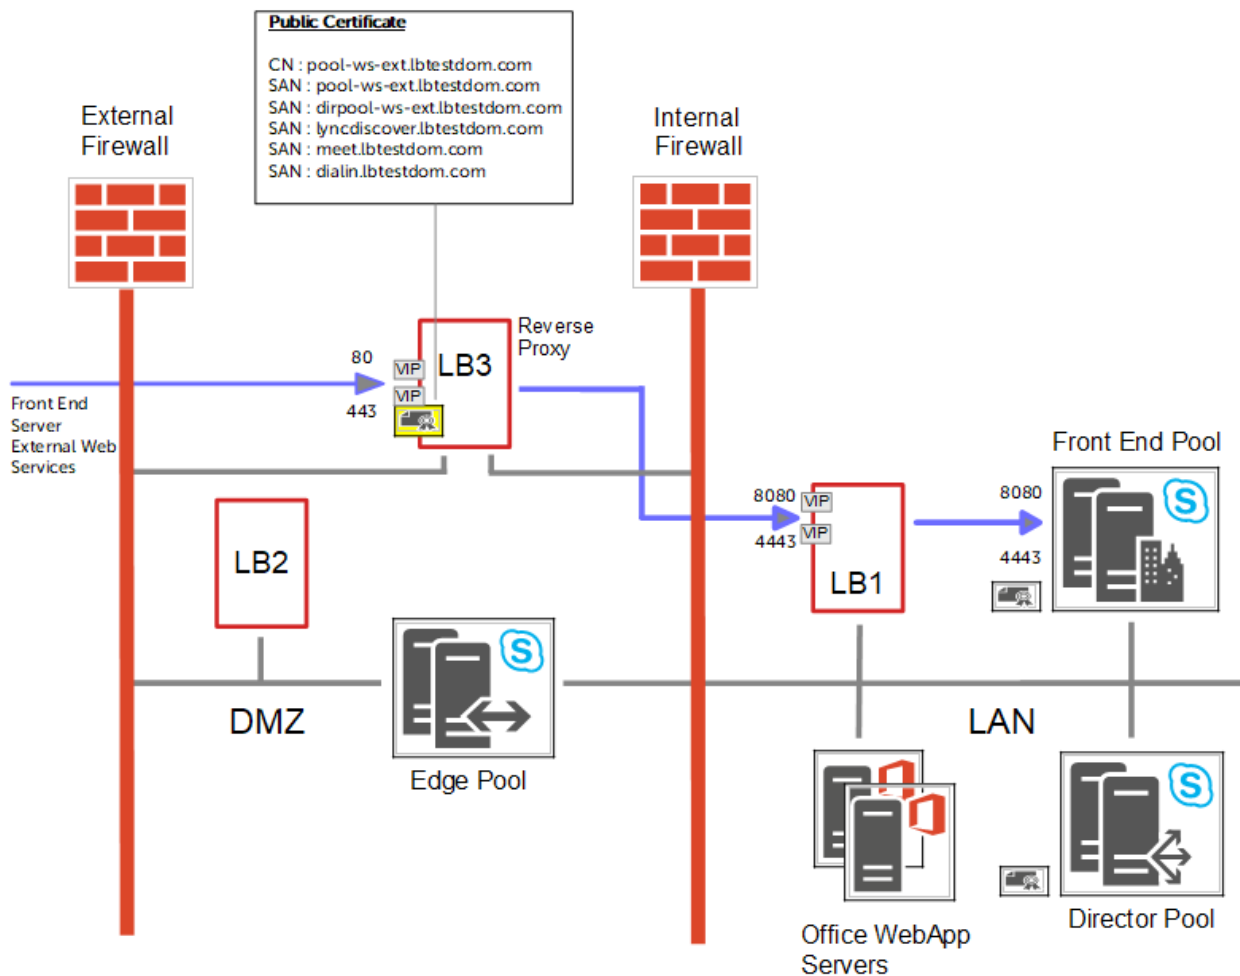 Public Certificate
CN : pool-ws-ext.lbtestdom.com
SAN : pool-ws-ext.lbtestdom.com
SAN : dirpool-ws-ext.lbtestdom.com
SAN : lyncdiscover.lbtestdom.com
SAN : meet.lbtestdom.com
SAN : dialin.lbtestdom.com
External
Firewall
Internal
Firewall
Reverse
Proxy
80
VIP
LB3
VIP
443
Front End
Server
External Web
Services
Front End Pool
8080
VIP
8080
S
4443
VIP
4443
LB1
LB2
S
DMZ
LAN
Edge Pool
S
Office WebApp
Servers
Director Pool